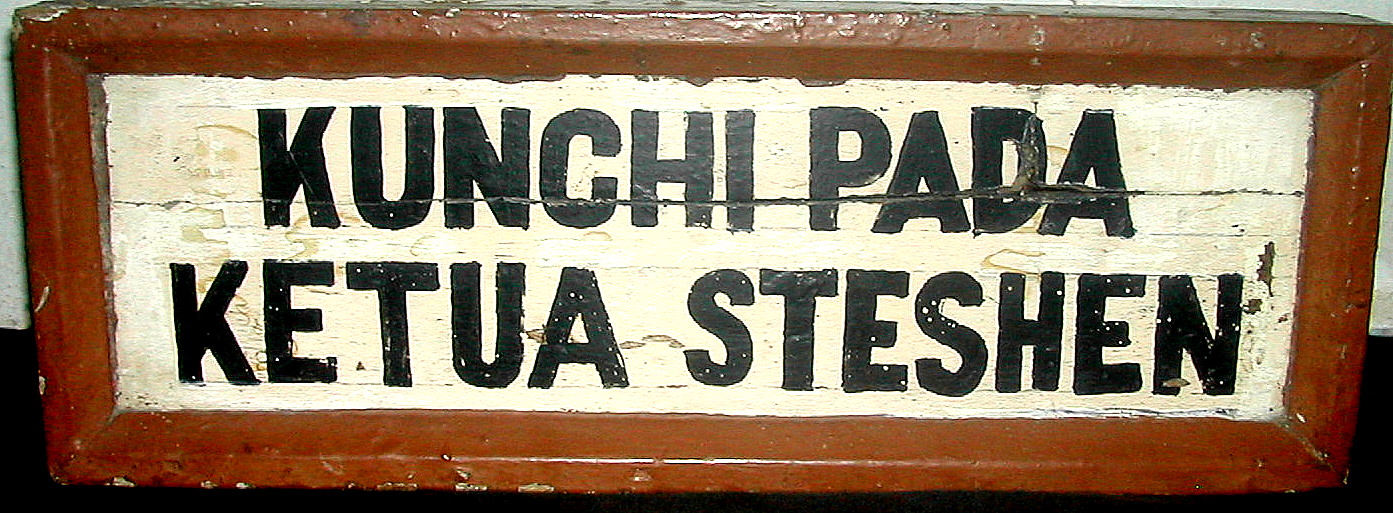 KUNCHI PADA
KETUA STESHEN